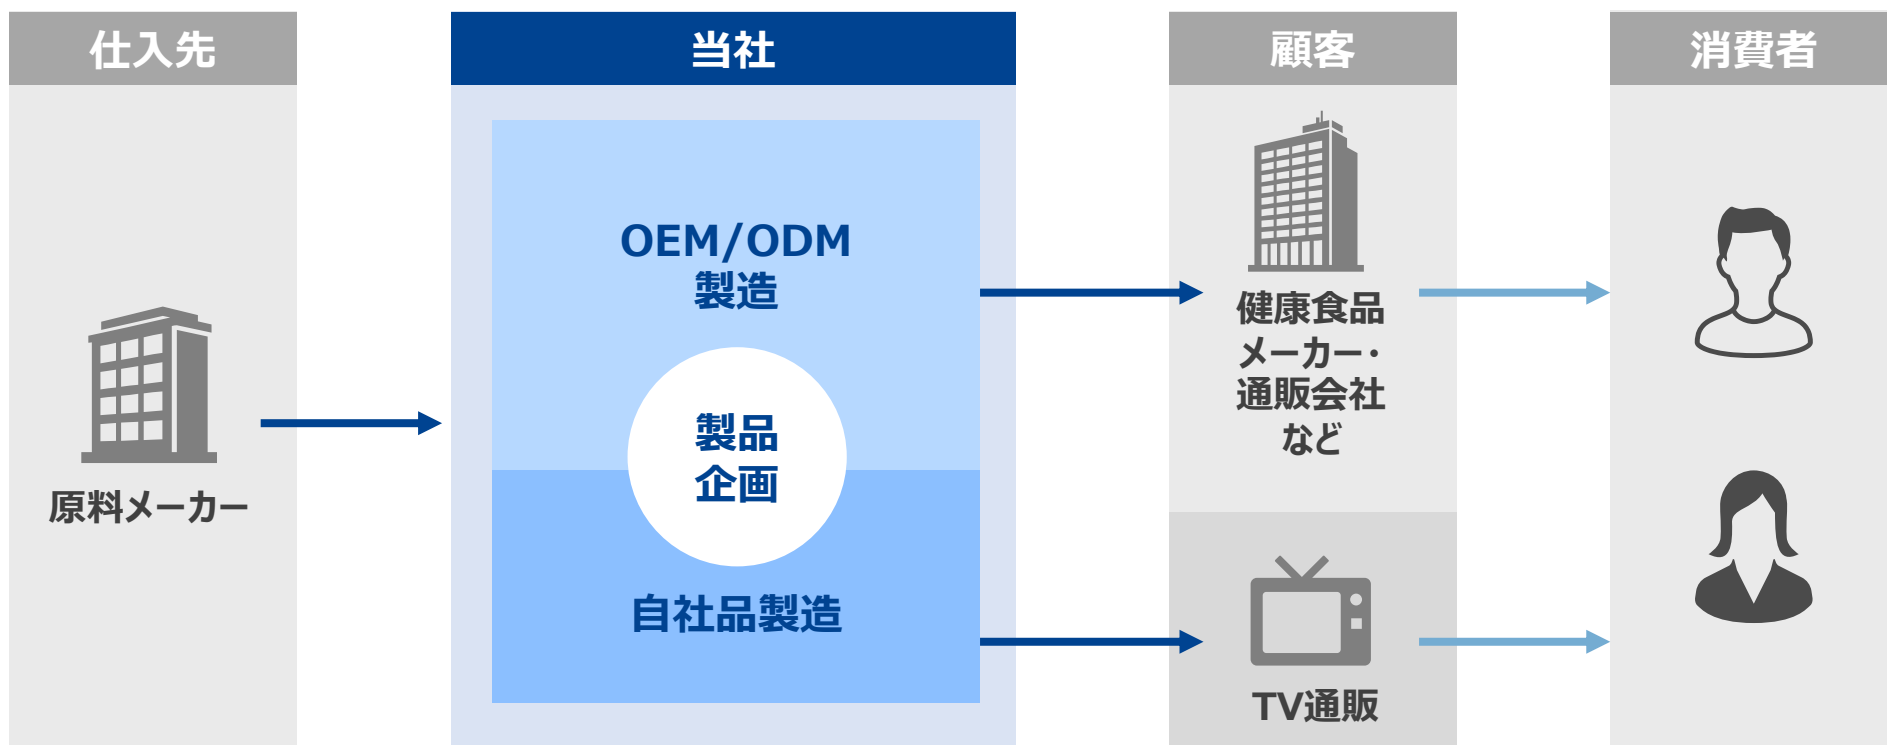 仕入先
当社
顧客
消費者
原料メーカー
OEM/ODM
製造
製品
企画
自社品製造
健康食品
メーカー・
通販会社
など
TV通販